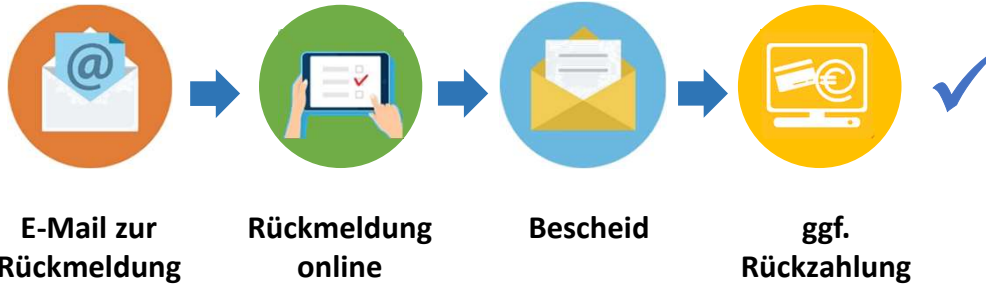 @
€
E-Mail zur
Rückmeldung
Rückmeldung
online
Bescheid
ggf.
Rückzahlung